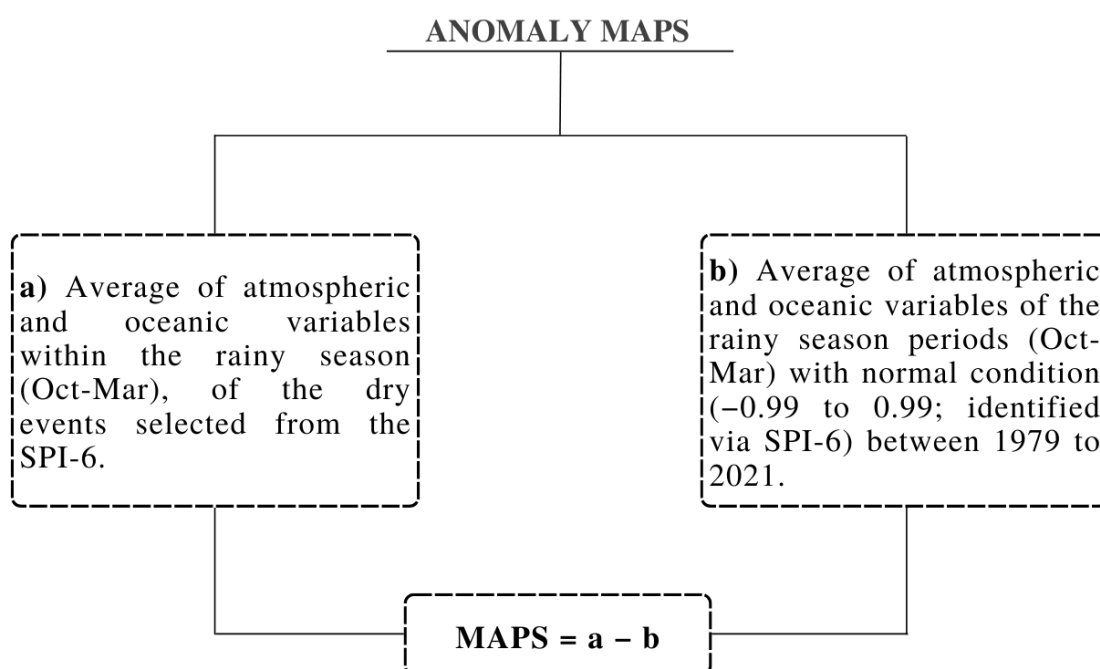 ANOMALY MAPS
a) Average of atmospheric
and oceanic variables
within the rainy season
(Oct-Mar), of the dry
events selected from the
SPI-6.
b) Average of atmospheric
and oceanic variables of the
rainy season periods (Oct-
Mar) with normal condition
(−0.99 to 0.99; identified
via SPI-6) between 1979 to
2021.
MAPS = a − b